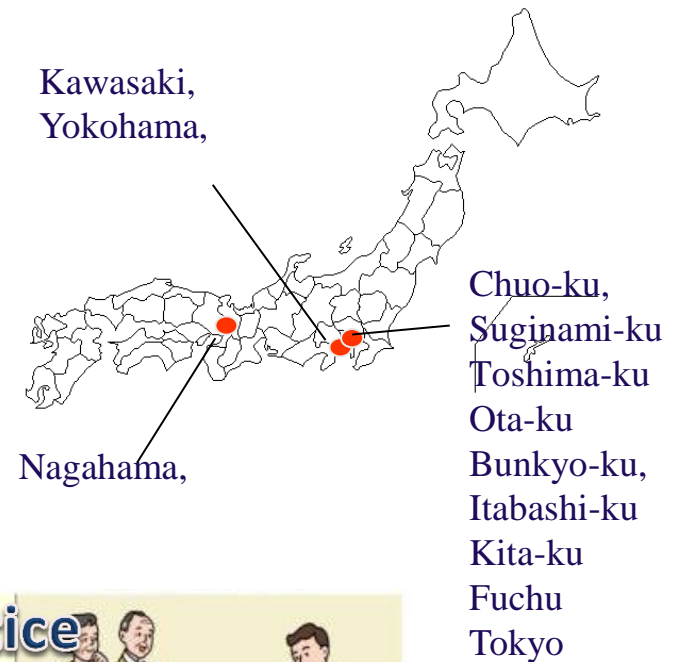 Kawasaki,
Yokohama,
Chuo-ku,
Suginami-ku
Toshima-ku
Ota-ku
Bunkyo-ku,
Itabashi-ku
Kita-ku
Fuchu
Tokyo
Nagahama,